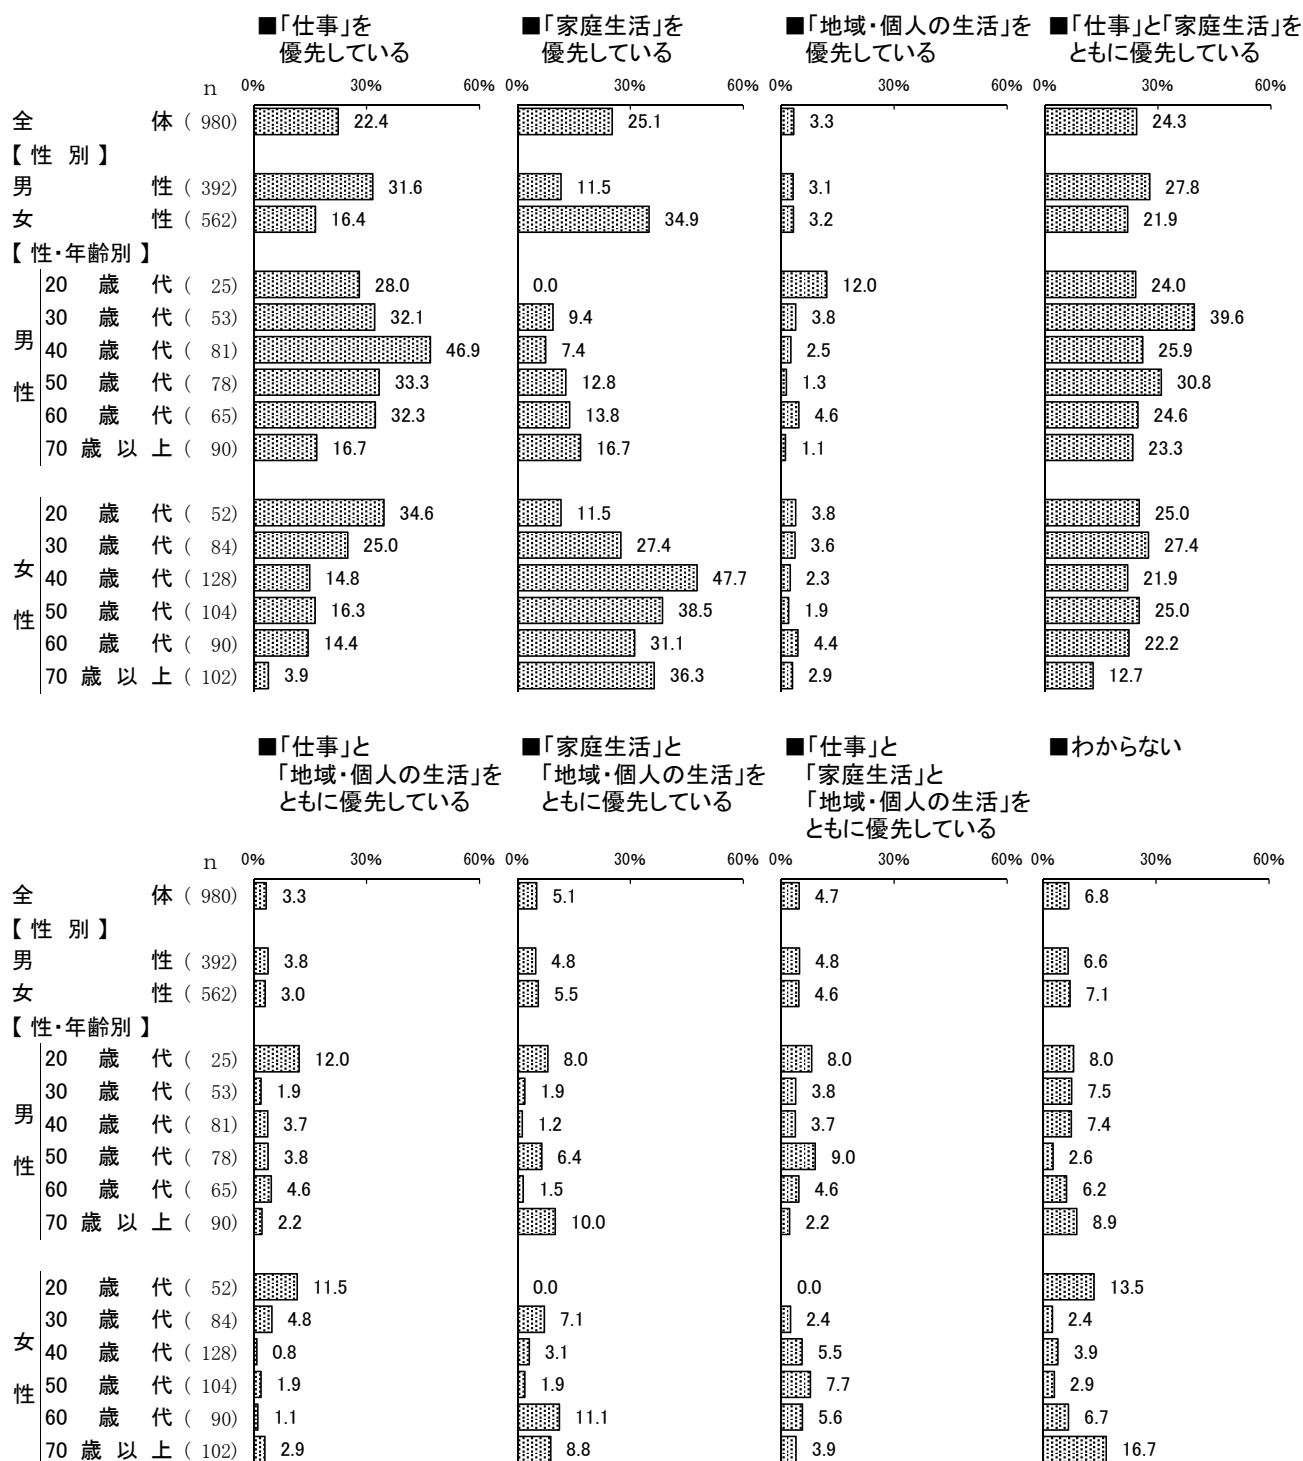 ■「仕事」を 優先している
■「家庭生活」を 優先している
■「地域・個人の生活」を 優先している
■「仕事」と「家庭生活」を ともに優先している
n 0% 30% 60% 0% 30% 60% 0% 30% 60% 0% 30% 60%
全体 ( 980) 22.4 25.1 3.3 24.3
【 性 別 】
男性 ( 392) 31.6 11.5 3.1 27.8
女性 ( 562) 16.4 34.9 3.2 21.9
【 性・年齢別 】
男性
20 歳代 ( 25) 28.0 0.0 12.0 24.0
30 歳代 ( 53) 32.1 9.4 3.8 39.6
40 歳代 ( 81) 46.9 7.4 2.5 25.9
50 歳代 ( 78) 33.3 12.8 1.3 30.8
60 歳代 ( 65) 32.3 13.8 4.6 24.6
70 歳以上 ( 90) 16.7 16.7 1.1 23.3
女性
20 歳代 ( 52) 34.6 11.5 3.8 25.0
30 歳代 ( 84) 25.0 27.4 3.6 27.4
40 歳代 ( 128) 14.8 47.7 2.3 21.9
50 歳代 ( 104) 16.3 38.5 1.9 25.0
60 歳代 ( 90) 14.4 31.1 4.4 22.2
70 歳以上 ( 102) 3.9 36.3 2.9 12.7
■「仕事」と 「地域・個人の生活」を ともに優先している
■「家庭生活」と 「地域・個人の生活」を ともに優先している
■「仕事」と 「家庭生活」と 「地域・個人の生活」を ともに優先している
■わからない
n 0% 30% 60% 0% 30% 60% 0% 30% 60% 0% 30% 60%
全体 ( 980) 3.3 5.1 4.7 6.8
【 性 別 】
男性 ( 392) 3.8 4.8 4.8 6.6
女性 ( 562) 3.0 5.5 4.6 7.1
【 性・年齢別 】
男性
20 歳代 ( 25) 12.0 8.0 8.0 8.0
30 歳代 ( 53) 1.9 1.9 3.8 7.5
40 歳代 ( 81) 3.7 1.2 3.7 7.4
50 歳代 ( 78) 3.8 6.4 9.0 2.6
60 歳代 ( 65) 4.6 1.5 4.6 6.2
70 歳以上 ( 90) 2.2 10.0 2.2 8.9
女性
20 歳代 ( 52) 11.5 0.0 0.0 13.5
30 歳代 ( 84) 4.8 7.1 2.4 2.4
40 歳代 ( 128) 0.8 3.1 5.5 3.9
50 歳代 ( 104) 1.9 1.9 7.7 2.9
60 歳代 ( 90) 1.1 11.1 5.6 6.7
70 歳以上 ( 102) 2.9 8.8 3.9 16.7